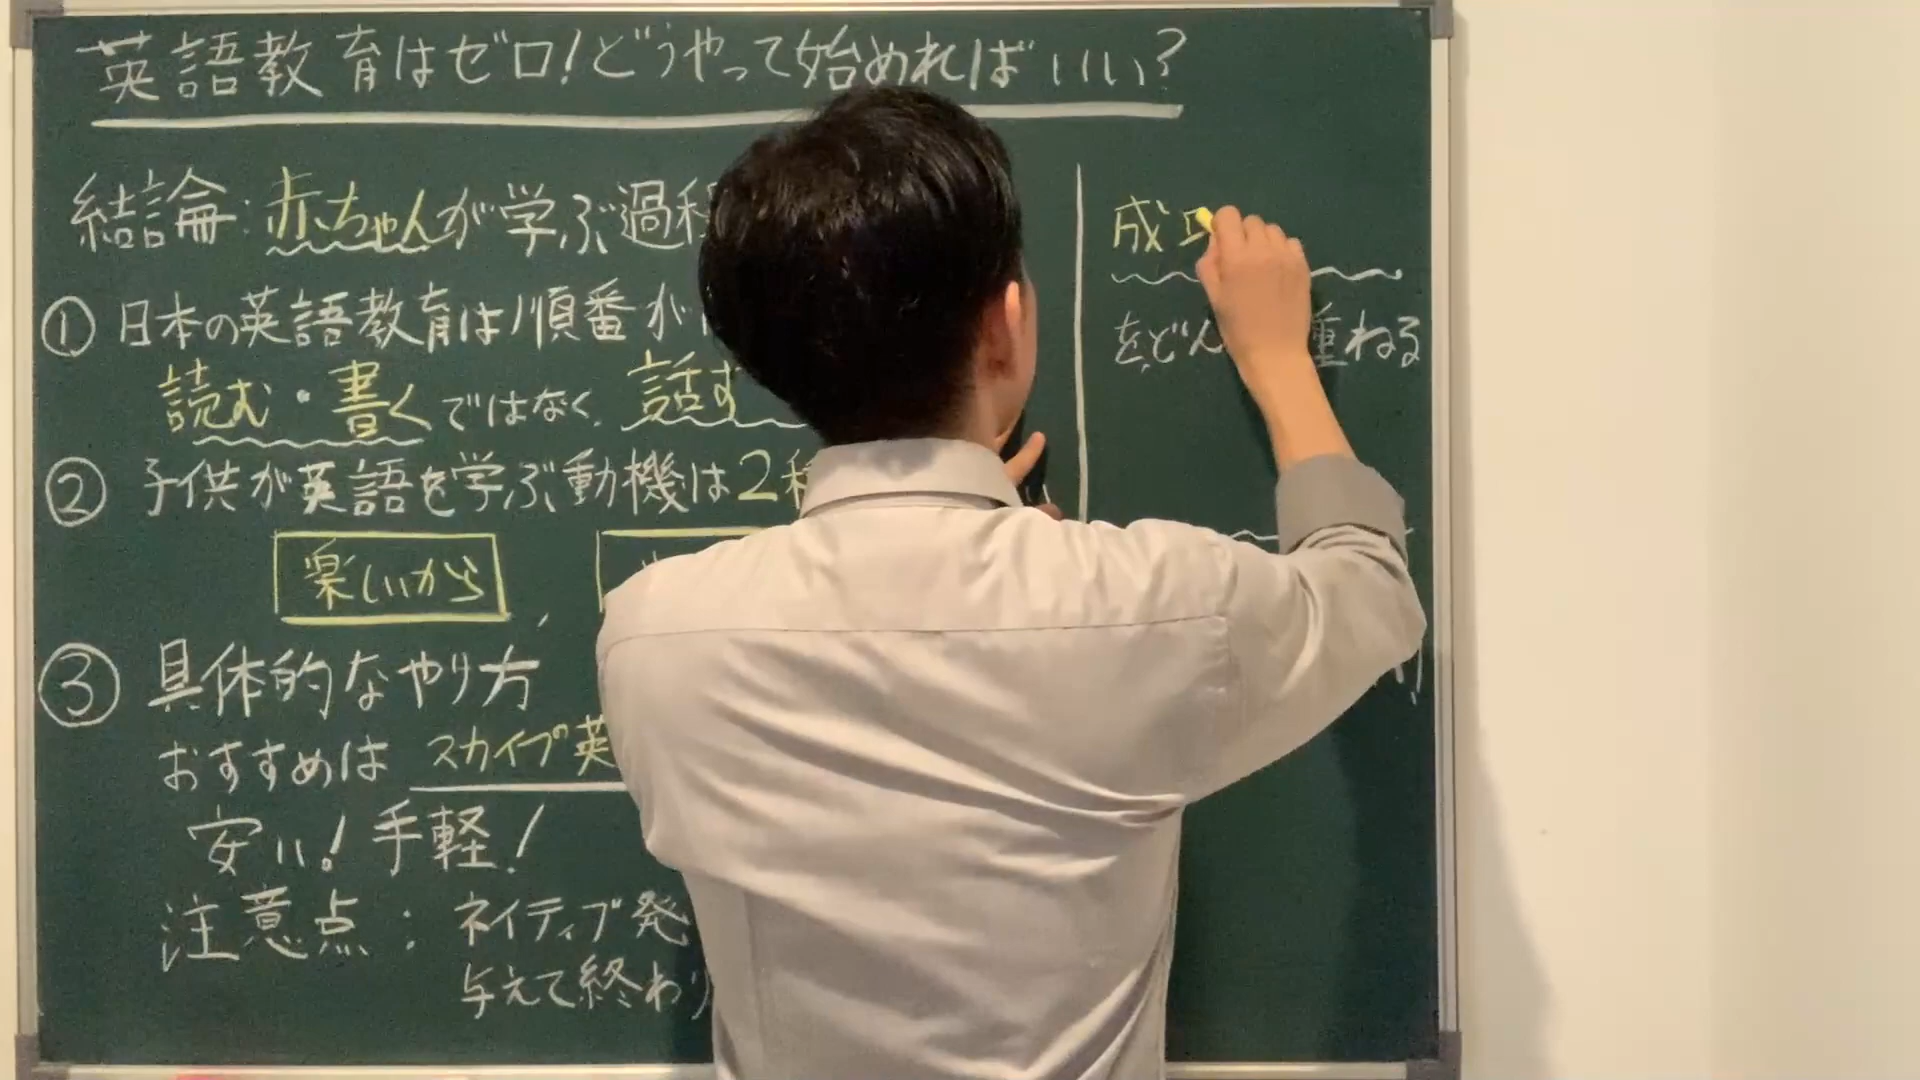 英語教育はゼロ!どうやって始めればいい?
結論:赤ちゃんが学ぶ過
① 日本の英語教育は順番が
読む・書くではなく、話す
② 子供が英語を学ぶ動機は2
楽しいから
③ 具体的なやり方
おすすめは スカイプ英
安い!手軽!
注意点:ネイティブ発
与えて終わり
成
をどん 重ねる